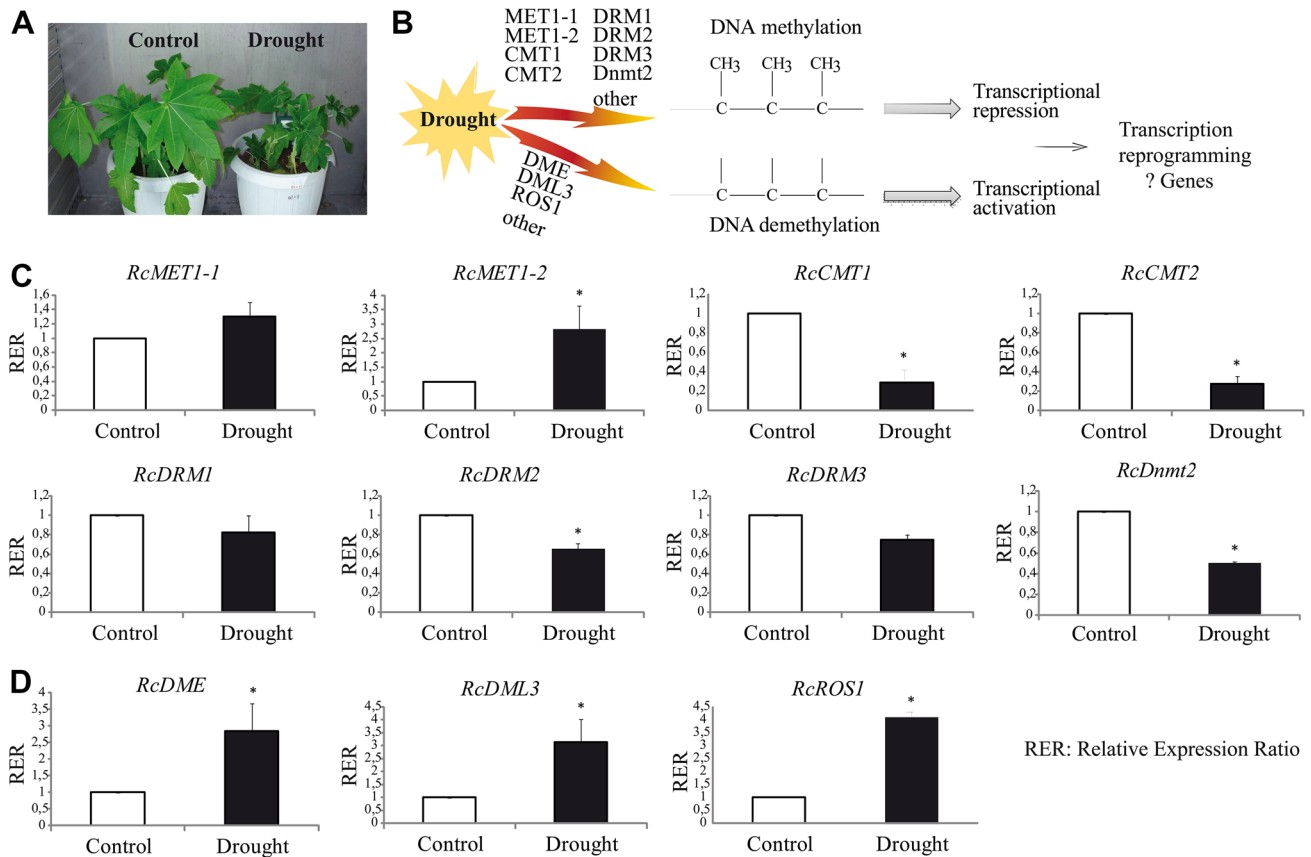 A
Control
Drought
B
MET1-1
MET1-2
CMT1
CMT2
DRM1
DRM2
DRM3
Dnmt2
other
Drought
DME
DML3
ROS1
other
DNA methylation
CH3 CH3 CH3
C C C
C C C
DNA demethylation
Transcriptional
repression
Transcriptional
activation
Transcription
reprogramming
? Genes
C
RcMET1-1
RER
1,6
1,4
1,2
1
0,8
0,6
0,4
0,2
0
Control Drought
RcMET1-2
RER
4
3,5
3
2,5
2
1,5
1
0,5
0
*
Control Drought
RcCMT1
RER
1,2
1
0,8
0,6
0,4
0,2
0
*
Control Drought
RcCMT2
RER
1,2
1
0,8
0,6
0,4
0,2
0
*
Control Drought
RcDRM1
RER
1,2
1
0,8
0,6
0,4
0,2
0
Control Drought
RcDRM2
RER
1,2
1
0,8
0,6
0,4
0,2
0
*
Control Drought
RcDRM3
RER
1,2
1
0,8
0,6
0,4
0,2
0
Control Drought
RcDnmt2
RER
1,2
1
0,8
0,6
0,4
0,2
0
*
Control Drought
D
RcDME
RER
4
3,5
3
2,5
2
1,5
1
0,5
0
*
Control Drought
RcDML3
RER
4,5
4
3,5
3
2,5
2
1,5
1
0,5
0
*
Control Drought
RcROS1
RER
4,5
4
3,5
3
2,5
2
1,5
1
0,5
0
*
Control Drought
RER: Relative Expression Ratio